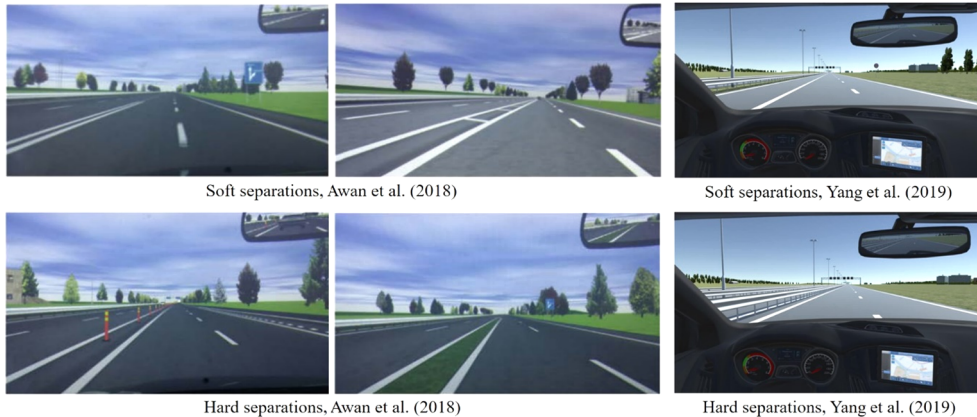 Soft separations, Awan et al. (2018)
Soft separations, Yang et al. (2019)
Hard separations, Awan et al. (2018)
Hard separations, Yang et al. (2019)